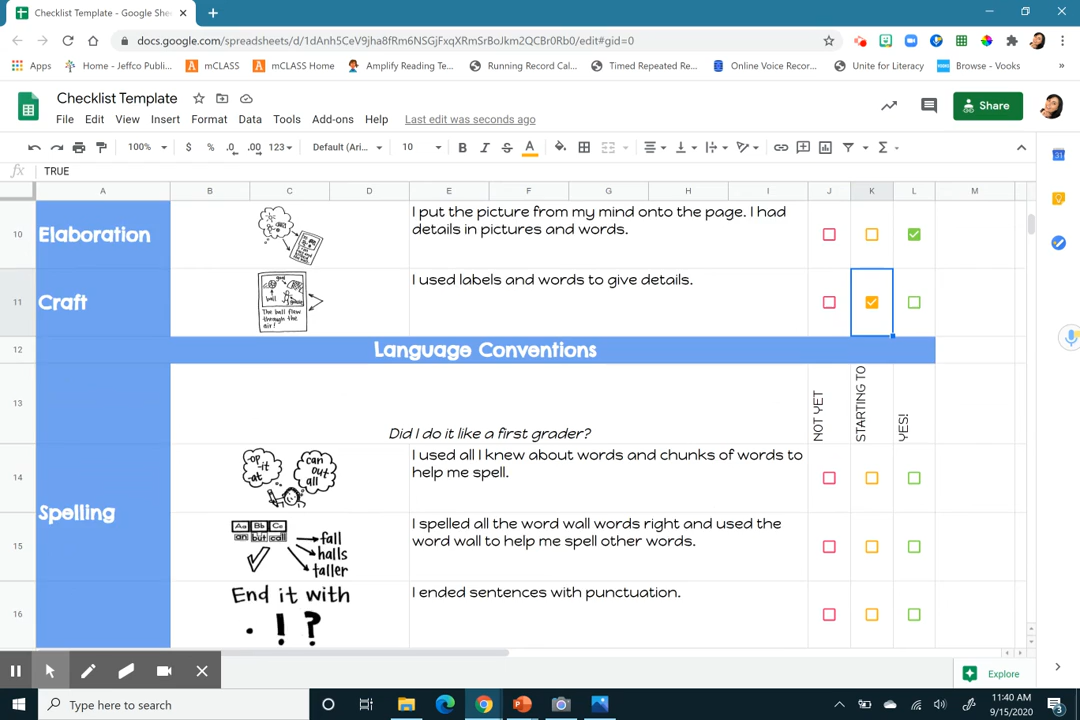 Checklist Template - Google She
docs.google.com/spreadsheets/d/1dAnh5CeV9jha8fRm6NSGjFxqXRmSrBoJkm2QCBr0Rb0/edit#gid=0
Apps Home - Jeffco Publi... mCLASS mCLASS Home Amplify Reading Te... Running Record Cal... Timed Repeated Re... Online Voice Recor... Unite for Literacy Browse - Vooks »
Checklist Template
Share
File Edit View Insert Format Data Tools Add-ons Help Last edit was seconds ago
100% $ % .0 .00 123 Default (Ari... 10 B I S A Σ
fx TRUE
A B C D E F G H I J K L M
10 Elaboration I put the picture from my mind onto the page. I had
details in pictures and words.
11 Craft I used labels and words to give details.
ball
The ball flew
through the
air!
12 Language Conventions
13 Did I do it like a first grader? NOT YET STARTING TO YES!
14 -op -it -at can out all I used all I knew about words and chunks of words to
help me spell.
Spelling
15 Aa Bb Cc an but call fall halls taller I spelled all the word wall words right and used the
word wall to help me spell other words.
16 End it with . ! ? I ended sentences with punctuation.
Explore
Type here to search
11:40 AM
9/15/2020
3